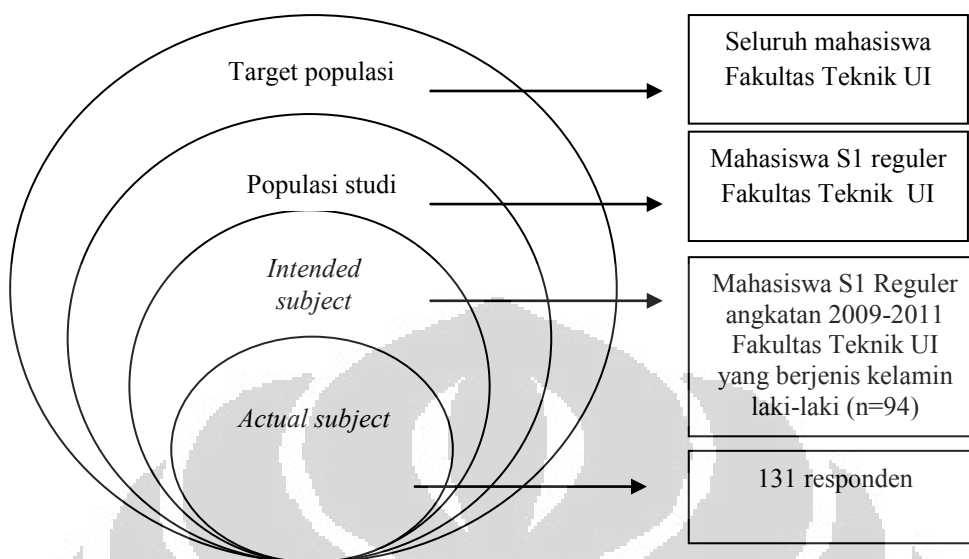 Target populasi
Seluruh mahasiswa
Fakultas Teknik UI
Populasi studi
Mahasiswa S1 reguler
Fakultas Teknik UI
Intended
subject
Mahasiswa S1 Reguler
angkatan 2009-2011
Fakultas Teknik UI
yang berjenis kelamin
laki-laki (n=94)
Actual subject
131 responden